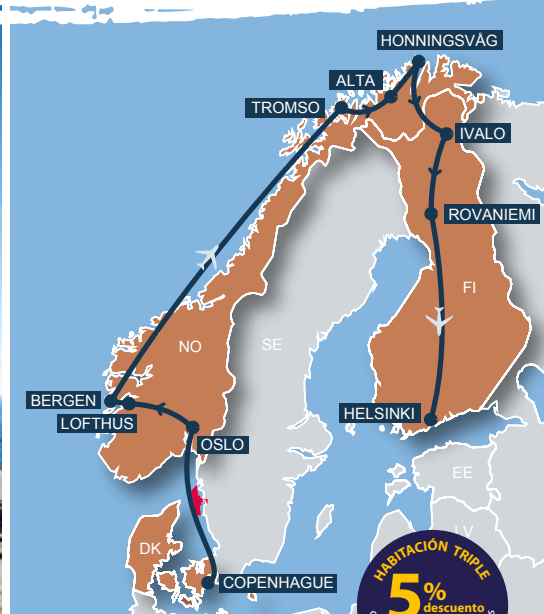 HONNINGSVÅG
ALTA
TROMSO
IVALO
ROVANIEMI
FI
NO
SE
BERGEN
LOFTHUS
HELSINKI
OSLO
EE
LV
DK
COPENHAGUE
HABITACIÓN TRIPLE
5%
descuento